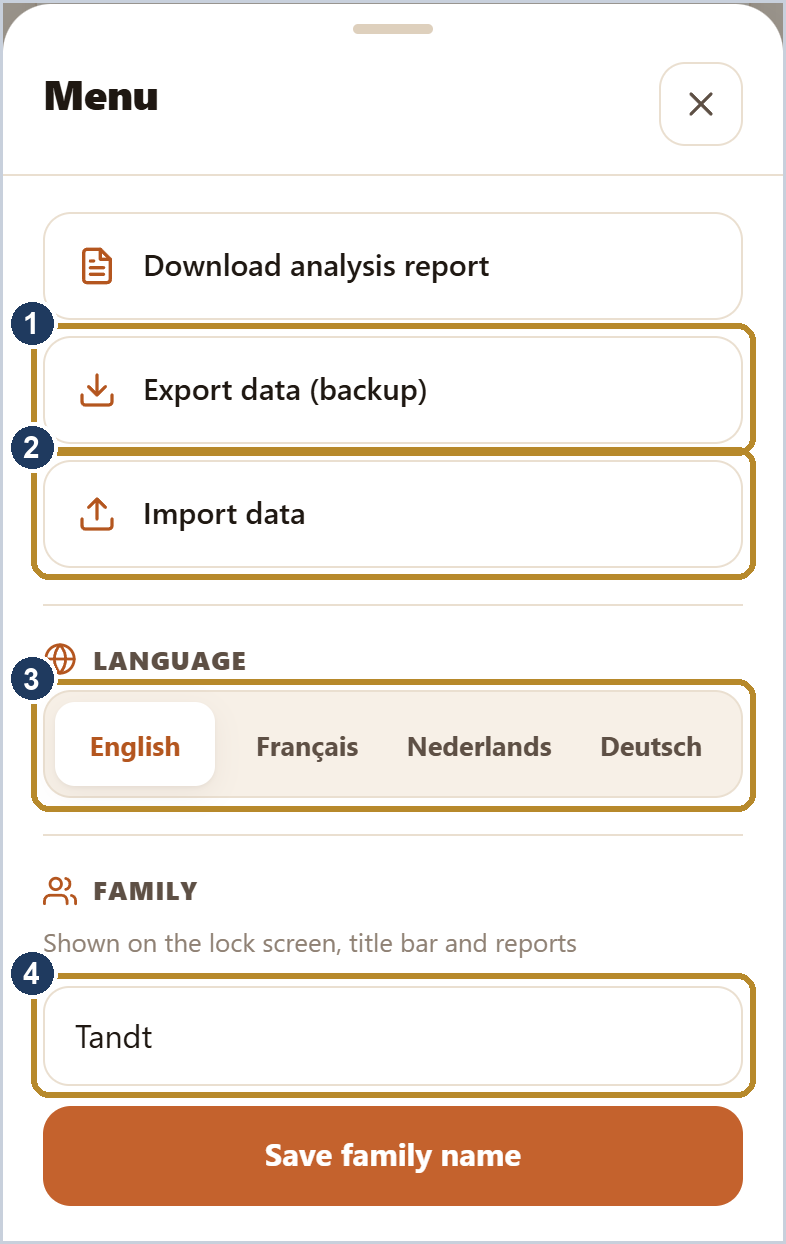 Menu
Download analysis report
1
Export data (backup)
2
Import data
LANGUAGE
3
English Français Nederlands Deutsch
FAMILY
Shown on the lock screen, title bar and reports
4
Tandt
Save family name